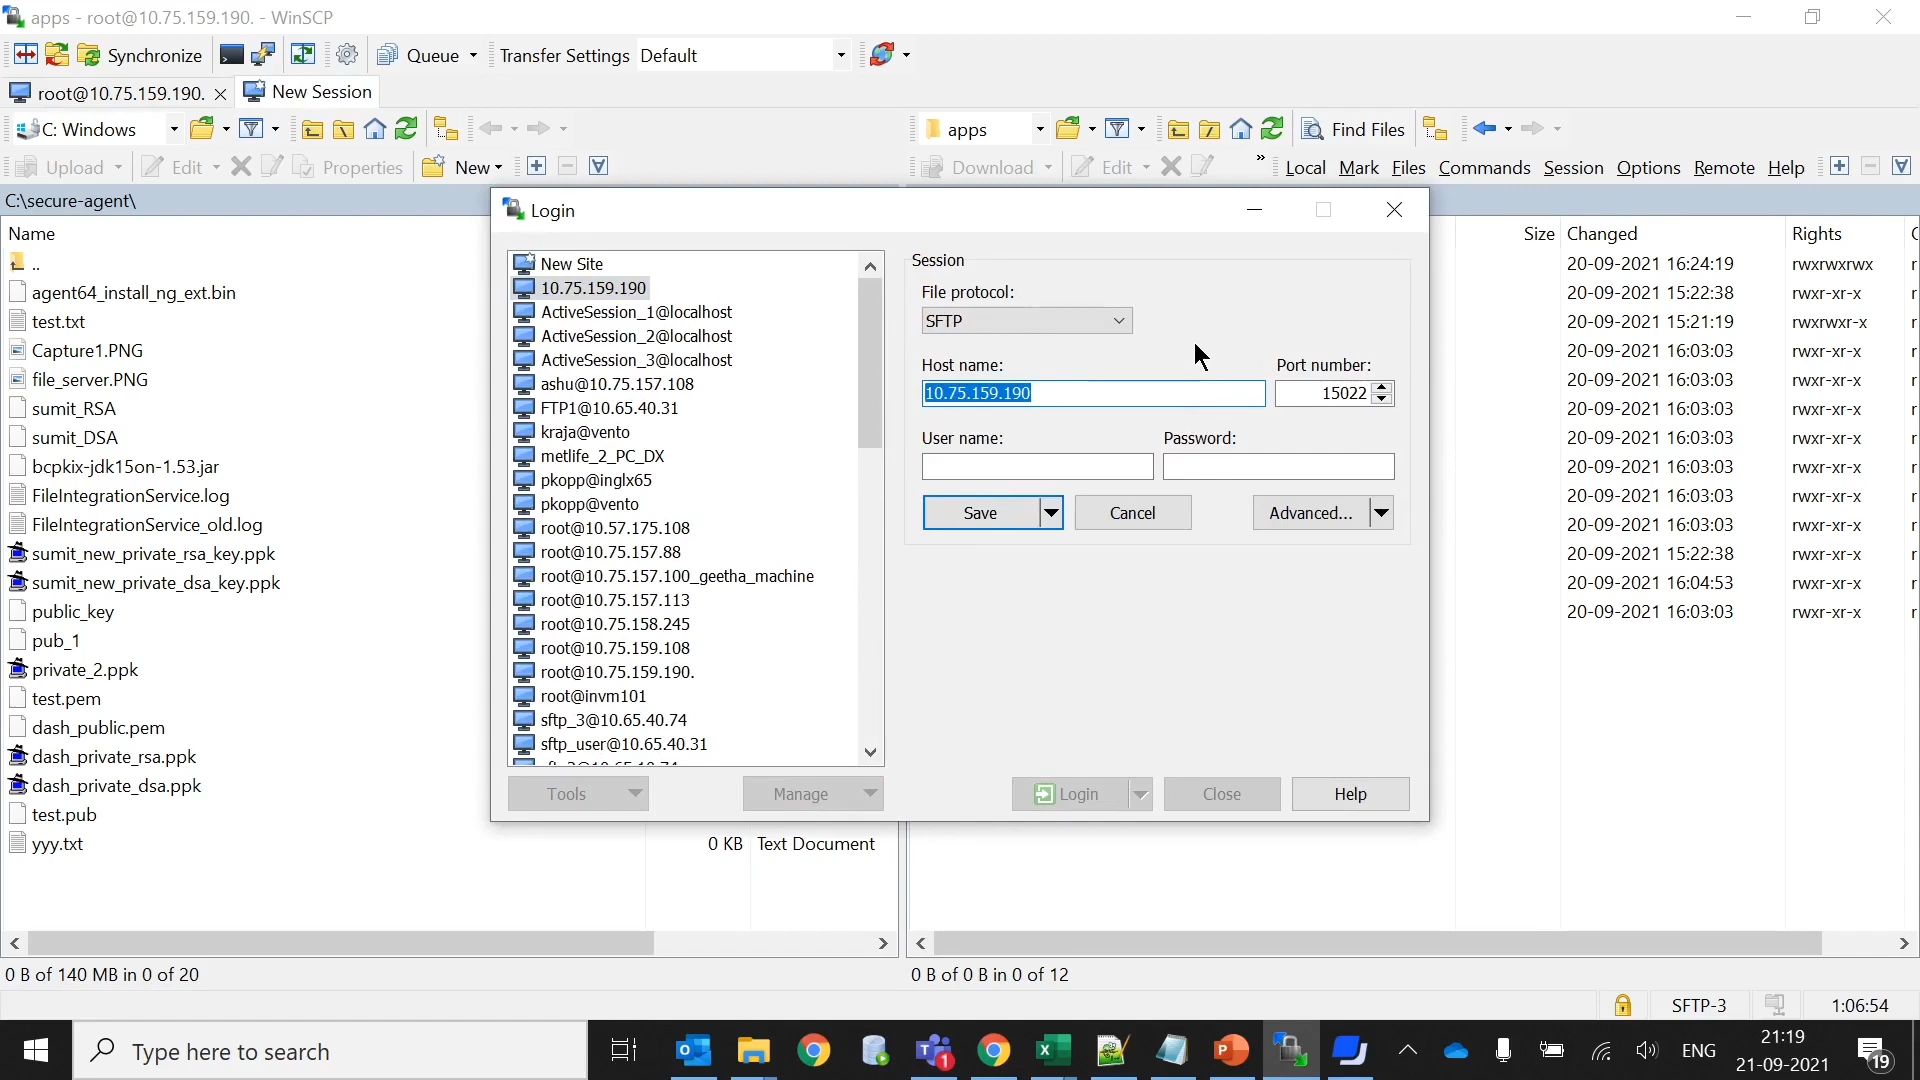 apps - root@10.75.159.190. - WinSCP
Synchronize
Queue
Transfer Settings Default
root@10.75.159.190.
New Session
C: Windows
apps
Find Files
Upload
Edit
Properties
New
Download
Edit
»
Local Mark Files Commands Session Options Remote Help
C:\secure-agent\
Name
..
agent64_install_ng_ext.bin
test.txt
Capture1.PNG
file_server.PNG
sumit_RSA
sumit_DSA
bcpkix-jdk15on-1.53.jar
FileIntegrationService.log
FileIntegrationService_old.log
sumit_new_private_rsa_key.ppk
sumit_new_private_dsa_key.ppk
public_key
pub_1
private_2.ppk
test.pem
dash_public.pem
dash_private_rsa.ppk
dash_private_dsa.ppk
test.pub
yyy.txt
0 KB Text Document
Login
New Site
10.75.159.190
ActiveSession_1@localhost
ActiveSession_2@localhost
ActiveSession_3@localhost
ashu@10.75.157.108
FTP1@10.65.40.31
kraja@vento
metlife_2_PC_DX
pkopp@inglx65
pkopp@vento
root@10.57.175.108
root@10.75.157.88
root@10.75.157.100_geetha_machine
root@10.75.157.113
root@10.75.158.245
root@10.75.159.108
root@10.75.159.190.
root@invm101
sftp_3@10.65.40.74
sftp_user@10.65.40.31
Session
File protocol:
SFTP
Host name:
Port number:
10.75.159.190
15022
User name:
Password:
Save
Cancel
Advanced...
Tools
Manage
Login
Close
Help
Size Changed Rights
20-09-2021 16:24:19 rwxrwxrwx
20-09-2021 15:22:38 rwxr-xr-x
20-09-2021 15:21:19 rwxrwxr-x
20-09-2021 16:03:03 rwxr-xr-x
20-09-2021 16:03:03 rwxr-xr-x
20-09-2021 16:03:03 rwxr-xr-x
20-09-2021 16:03:03 rwxr-xr-x
20-09-2021 16:03:03 rwxr-xr-x
20-09-2021 16:03:03 rwxr-xr-x
20-09-2021 16:03:03 rwxr-xr-x
20-09-2021 15:22:38 rwxr-xr-x
20-09-2021 16:04:53 rwxr-xr-x
20-09-2021 16:03:03 rwxr-xr-x
0 B of 140 MB in 0 of 20
0 B of 0 B in 0 of 12
SFTP-3
1:06:54
Type here to search
1
ENG
21:19
21-09-2021
19